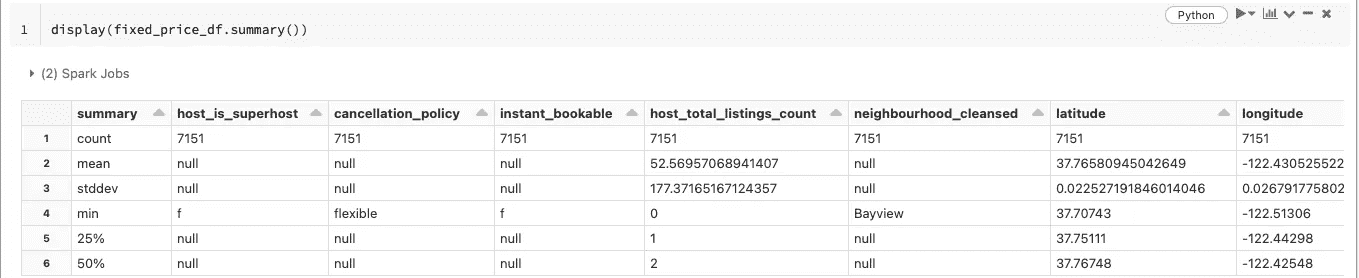 Python
1 display(fixed_price_df.summary())
(2) Spark Jobs
summary host_is_superhost cancellation_policy instant_bookable host_total_listings_count neighbourhood_cleansed latitude longitude
1 count 7151 7151 7151 7151 7151 7151 7151
2 mean null null null 52.56957068941407 null 37.76580945042649 -122.430525522
3 stddev null null null 177.37165167124357 null 0.022527191846014046 0.026791775802
4 min f flexible f 0 Bayview 37.70743 -122.51306
5 25% null null null 1 null 37.75111 -122.44298
6 50% null null null 2 null 37.76748 -122.42548